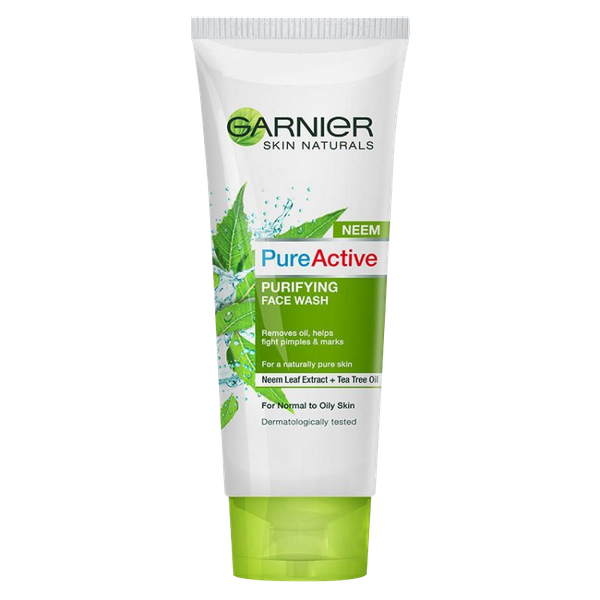 GARNIER
SKIN NATURALS
NEEM
PureActive
PURIFYING
FACE WASH
Removes oil, helps
fight pimples & marks
For a naturally pure skin
Neem Leaf Extract + Tea Tree Oil
For Normal to Oily Skin
Dermatologically tested